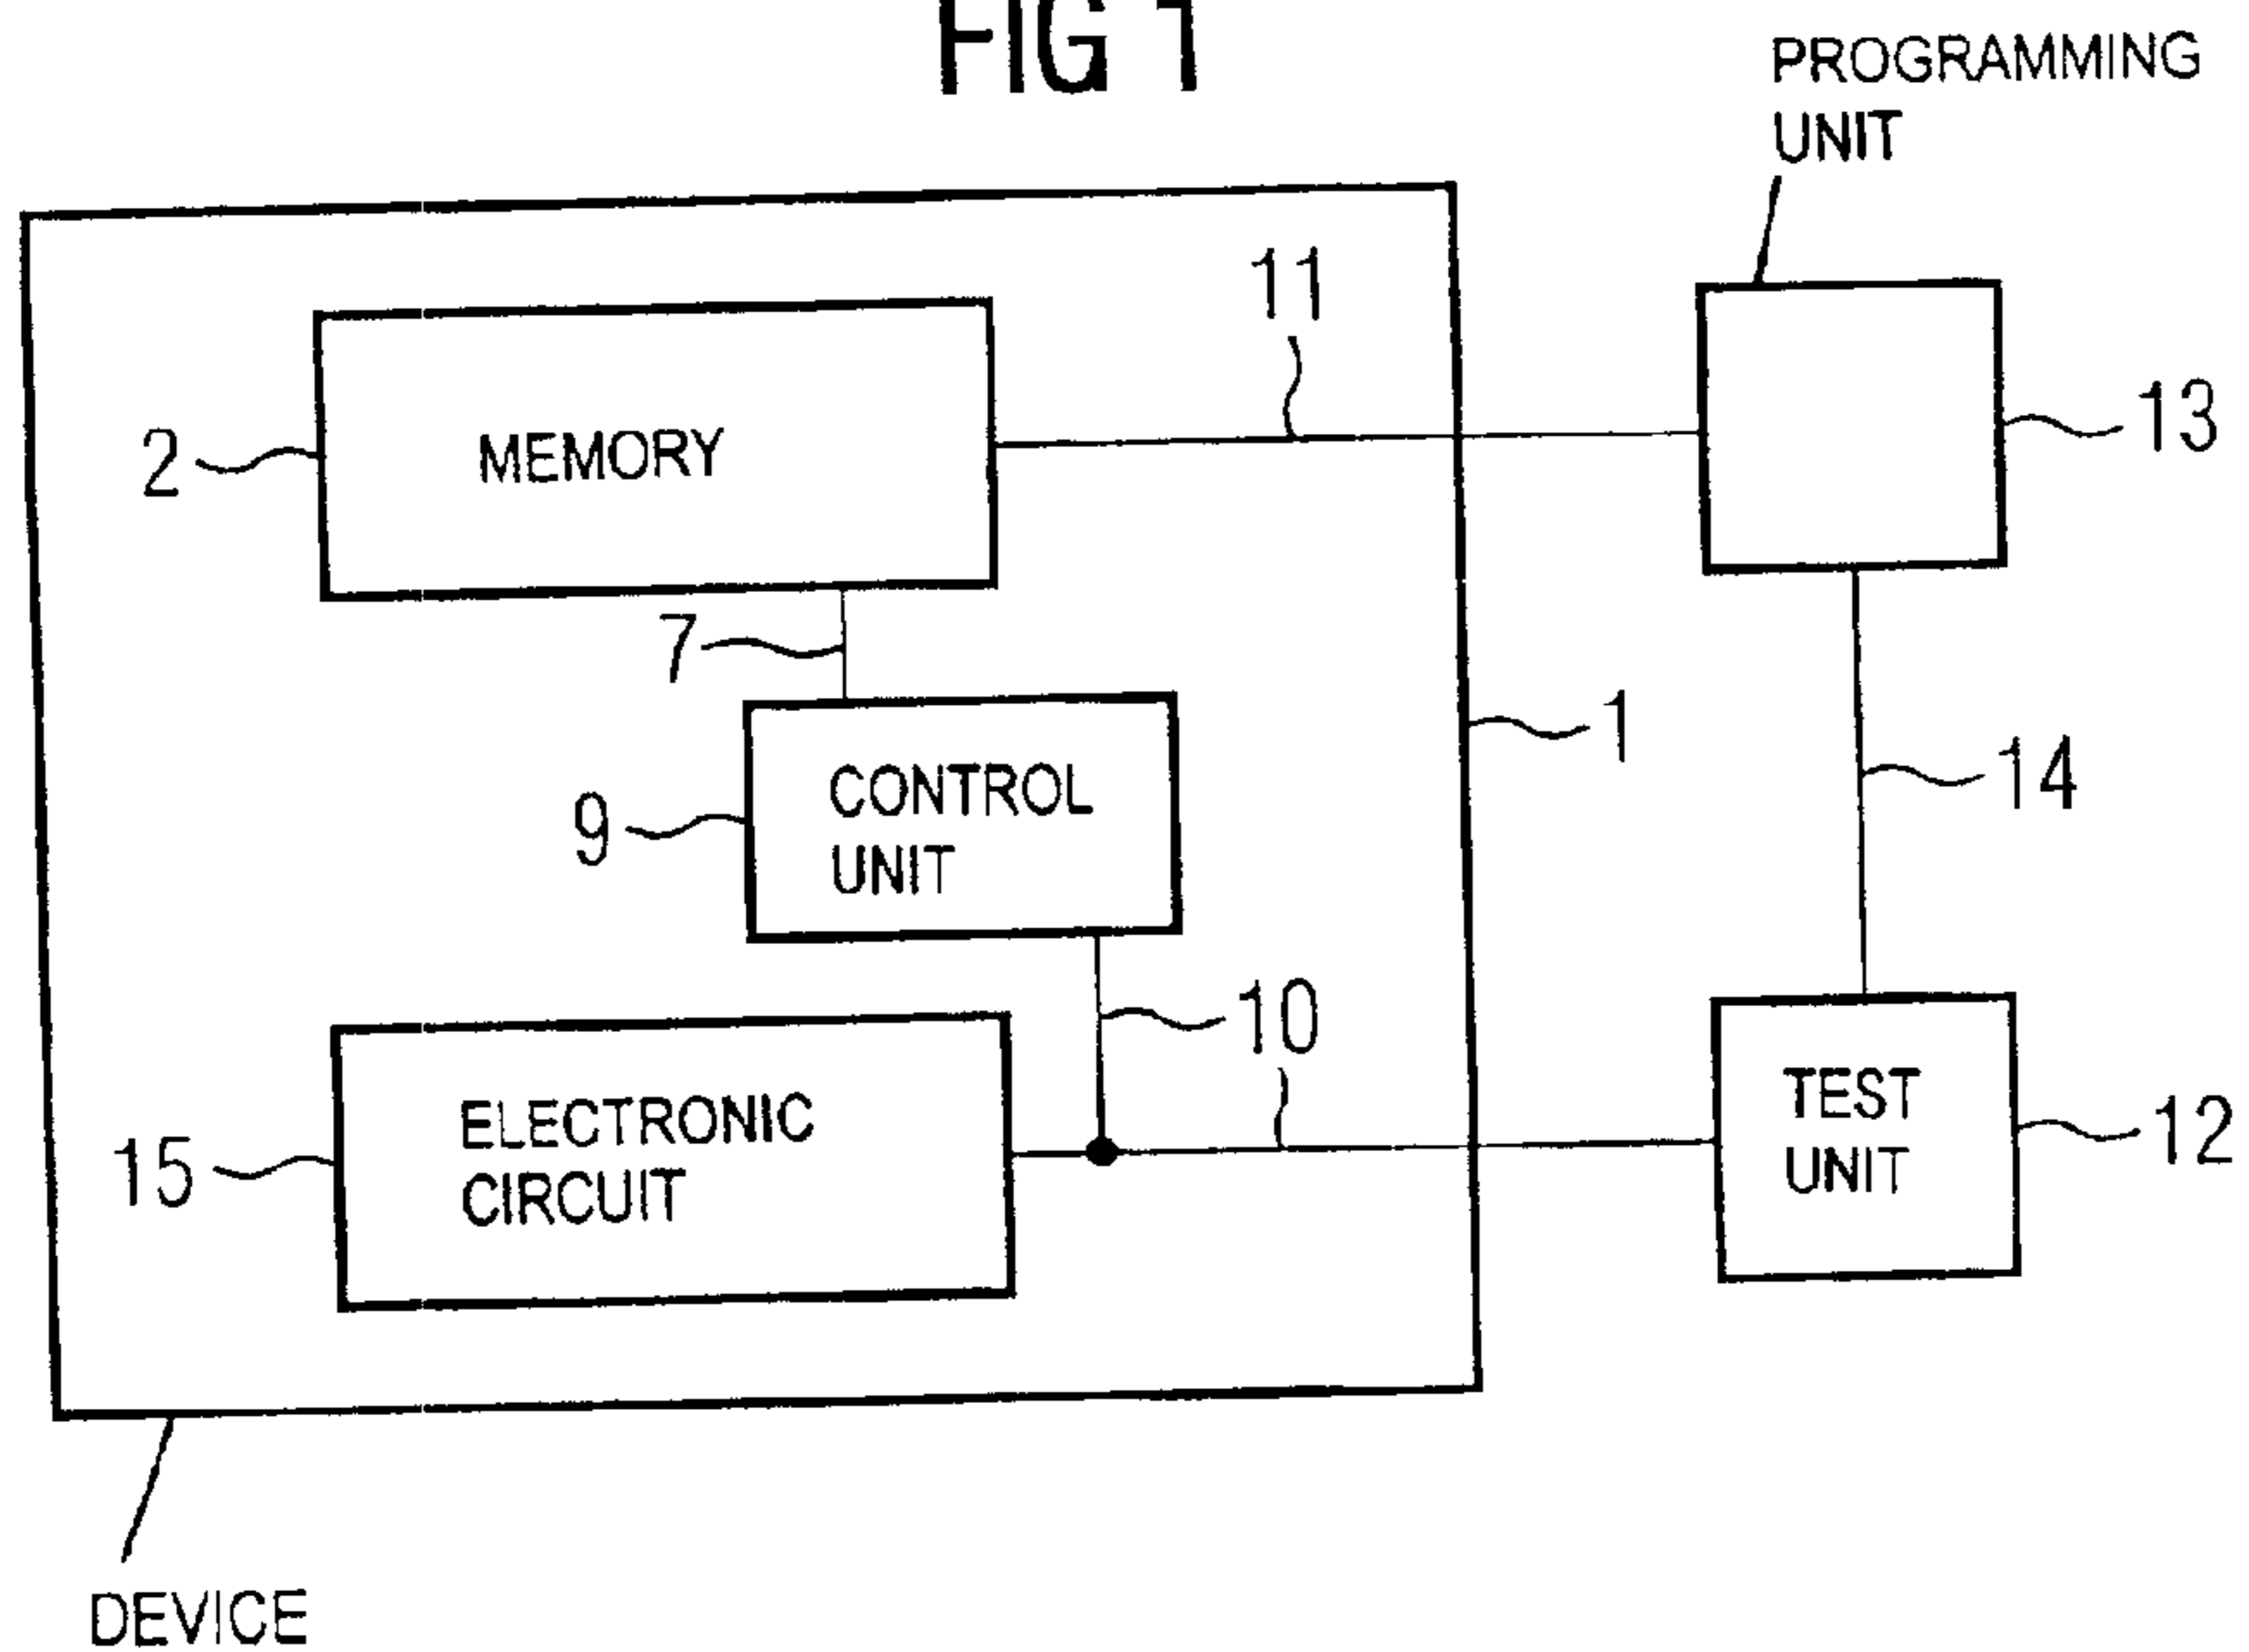 FIG 1
PROGRAMMING
UNIT
11
13
2
MEMORY
7
1
14
9
CONTROL
UNIT
10
15
ELECTRONIC
CIRCUIT
TEST
UNIT
12
DEVICE